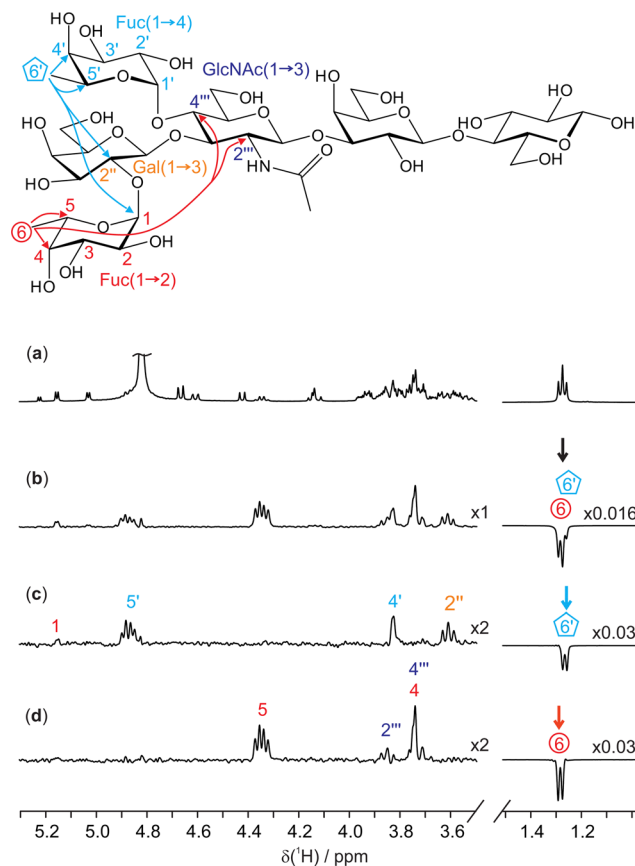 Fuc(1→4)
HO OH
4' 3' 2' OH
6' 5' O 1'
GlcNAc(1→3)
HO OH O 4''' OH HO OH OH
HO O O O O HO O OH
2'' Gal(1→3) 2''' OH O
HO O HN O OH HO
5 O 1
6
4 3 2 OH
HO OH
Fuc(1→2)
(a)
(b) 6'
6 x1 x0.016
(c) 1 5' 4' 2'' 6'
x2 x0.03
4'''
(d) 5 2''' 4 6
x2 x0.03
5.2 5.0 4.8 4.6 4.4 4.2 4.0 3.8 3.6 1.4 1.2
δ(¹H) / ppm